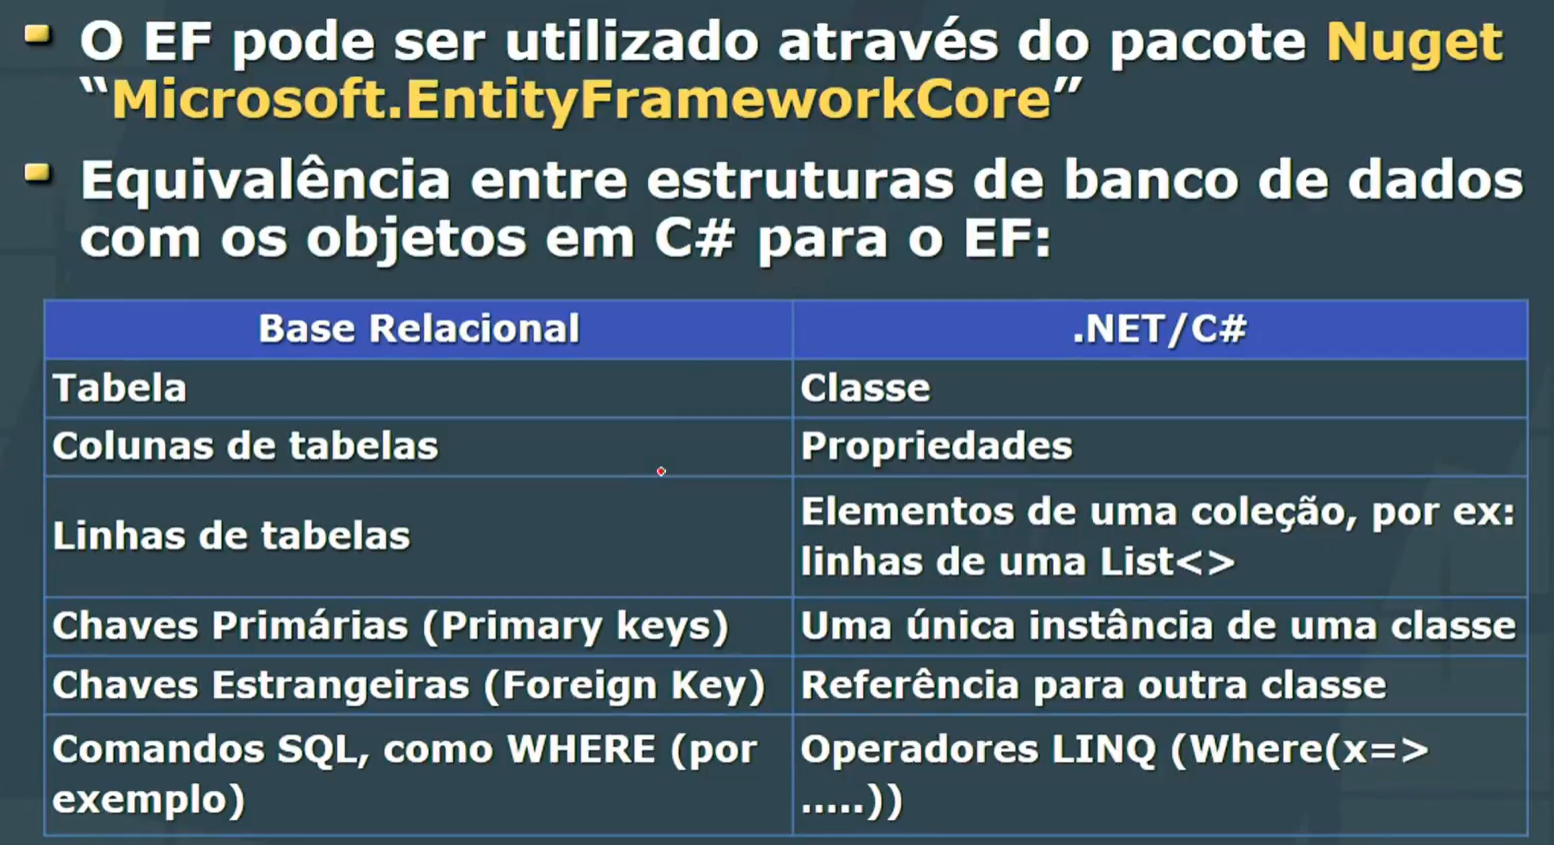 O EF pode ser utilizado através do pacote Nuget
“Microsoft.EntityFrameworkCore”
Equivalência entre estruturas de banco de dados
com os objetos em C# para o EF:
Base Relacional
.NET/C#
Tabela
Classe
Colunas de tabelas
Propriedades
Linhas de tabelas
Elementos de uma coleção, por ex:
linhas de uma List<>
Chaves Primárias (Primary keys)
Uma única instância de uma classe
Chaves Estrangeiras (Foreign Key)
Referência para outra classe
Comandos SQL, como WHERE (por
exemplo)
Operadores LINQ (Where(x=>
.....))